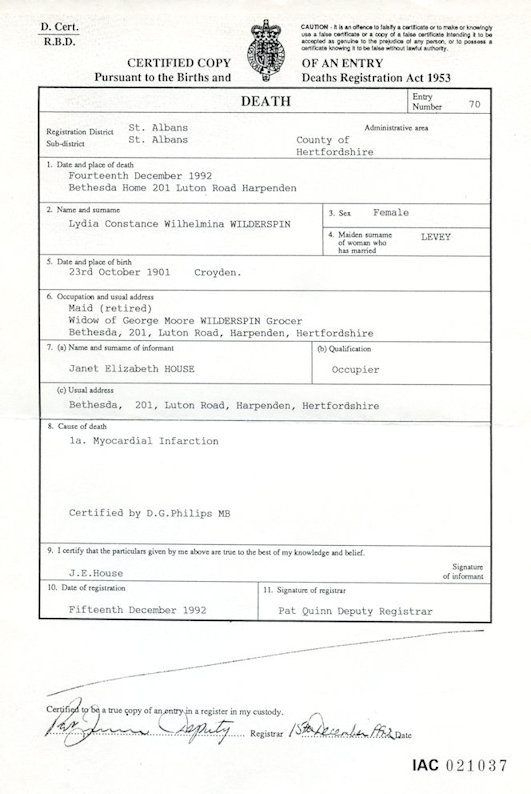 D. Cert.
R.B.D.
CAUTION - It is an offence to falsify a certificate or to make or knowingly
use a false certificate or a copy of a false certificate intending it to be
accepted as genuine to the prejudice of any person, or to possess a
certificate knowing it to be false without lawful authority.
CERTIFIED COPY OF AN ENTRY
Pursuant to the Births and Deaths Registration Act 1953
DEATH
Entry
Number 70
Registration District St. Albans
Administrative area
Sub-district St. Albans
County of
Hertfordshire
1. Date and place of death
Fourteenth December 1992
Bethesda Home 201 Luton Road Harpenden
2. Name and surname
Lydia Constance Wilhelmina WILDERSPIN
3. Sex Female
4. Maiden surname
of woman who
has married
LEVEY
5. Date and place of birth
23rd October 1901 Croyden.
6. Occupation and usual address
Maid (retired)
Widow of George Moore WILDERSPIN Grocer
Bethesda, 201, Luton Road, Harpenden, Hertfordshire
7. (a) Name and surname of informant
Janet Elizabeth HOUSE
(b) Qualification
Occupier
(c) Usual address
Bethesda, 201, Luton Road, Harpenden, Hertfordshire
8. Cause of death
1a. Myocardial Infarction
Certified by D.G.Philips MB
9. I certify that the particulars given by me above are true to the best of my knowledge and belief.
J.E.House
Signature
of informant
10. Date of registration
Fifteenth December 1992
11. Signature of registrar
Pat Quinn Deputy Registrar
Certified to be a true copy of an entry in a register in my custody.
Pat Quinn Deputy Registrar 15th December 1992 Date
IAC 021037